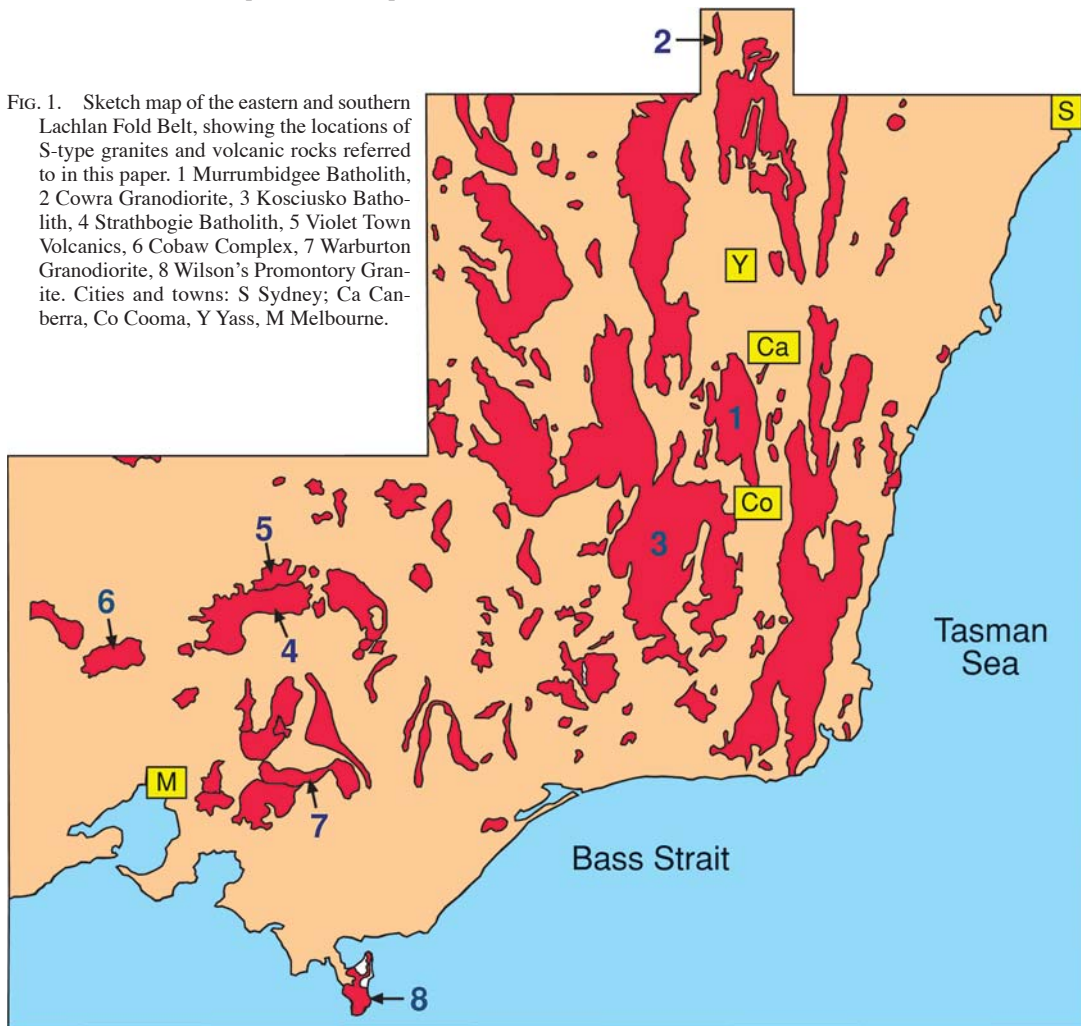 2
FIG. 1. Sketch map of the eastern and southern
Lachlan Fold Belt, showing the locations of
S-type granites and volcanic rocks referred
to in this paper. 1 Murrumbidgee Batholith,
2 Cowra Granodiorite, 3 Kosciusko Batho-
lith, 4 Strathbogie Batholith, 5 Violet Town
Volcanics, 6 Cobaw Complex, 7 Warburton
Granodiorite, 8 Wilson's Promontory Gran-
ite. Cities and towns: S Sydney; Ca Can-
berra, Co Cooma, Y Yass, M Melbourne.
S
Y
Ca
1
Co
5
3
6
4
Tasman
Sea
M
7
Bass Strait
8